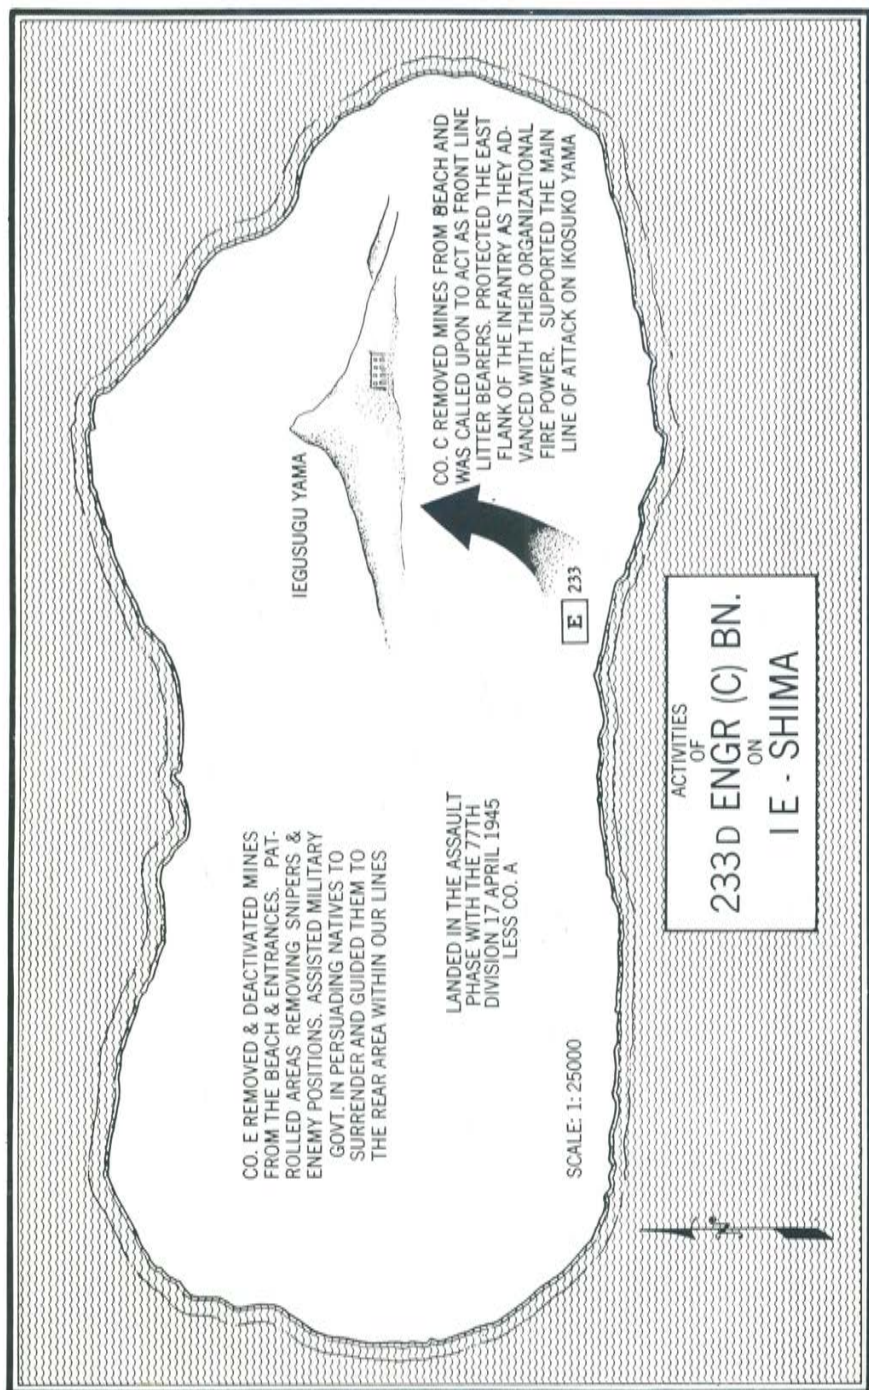 CO. E REMOVED & DEACTIVATED MINES
FROM THE BEACH & ENTRANCES. PAT-
ROLLED AREAS REMOVING SNIPERS &
ENEMY POSITIONS. ASSISTED MILITARY
GOVT. IN PERSUADING NATIVES TO
SURRENDER AND GUIDED THEM TO
THE REAR AREA WITHIN OUR LINES
IEGUSUGU YAMA
CO. C REMOVED MINES FROM BEACH AND
WAS CALLED UPON TO ACT AS FRONT LINE
LITTER BEARERS. PROTECTED THE EAST
FLANK OF THE INFANTRY AS THEY AD-
VANCED WITH THEIR ORGANIZATIONAL
FIRE POWER. SUPPORTED THE MAIN
LINE OF ATTACK ON IKOSUKO YAMA
LANDED IN THE ASSAULT
PHASE WITH THE 77TH
DIVISION 17 APRIL 1945
LESS CO. A
E 233
SCALE: 1:25000
N
ACTIVITIES
OF
233D ENGR (C) BN.
ON
IE - SHIMA